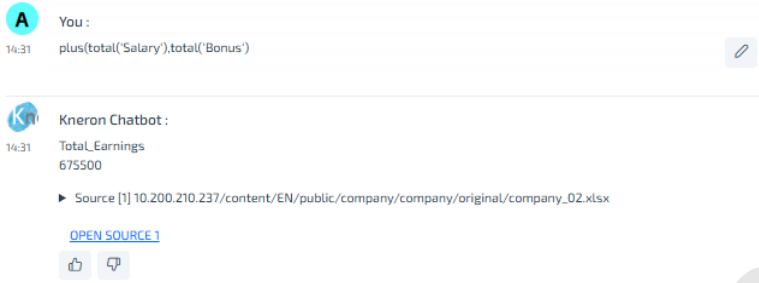 A
You :
14:31
plus(total('Salary'),total('Bonus')
Kn
Kneron Chatbot :
14:31
Total_Earnings
675500
Source [1] 10.200.210.237/content/EN/public/company/company/original/company_02.xlsx
OPEN SOURCE 1